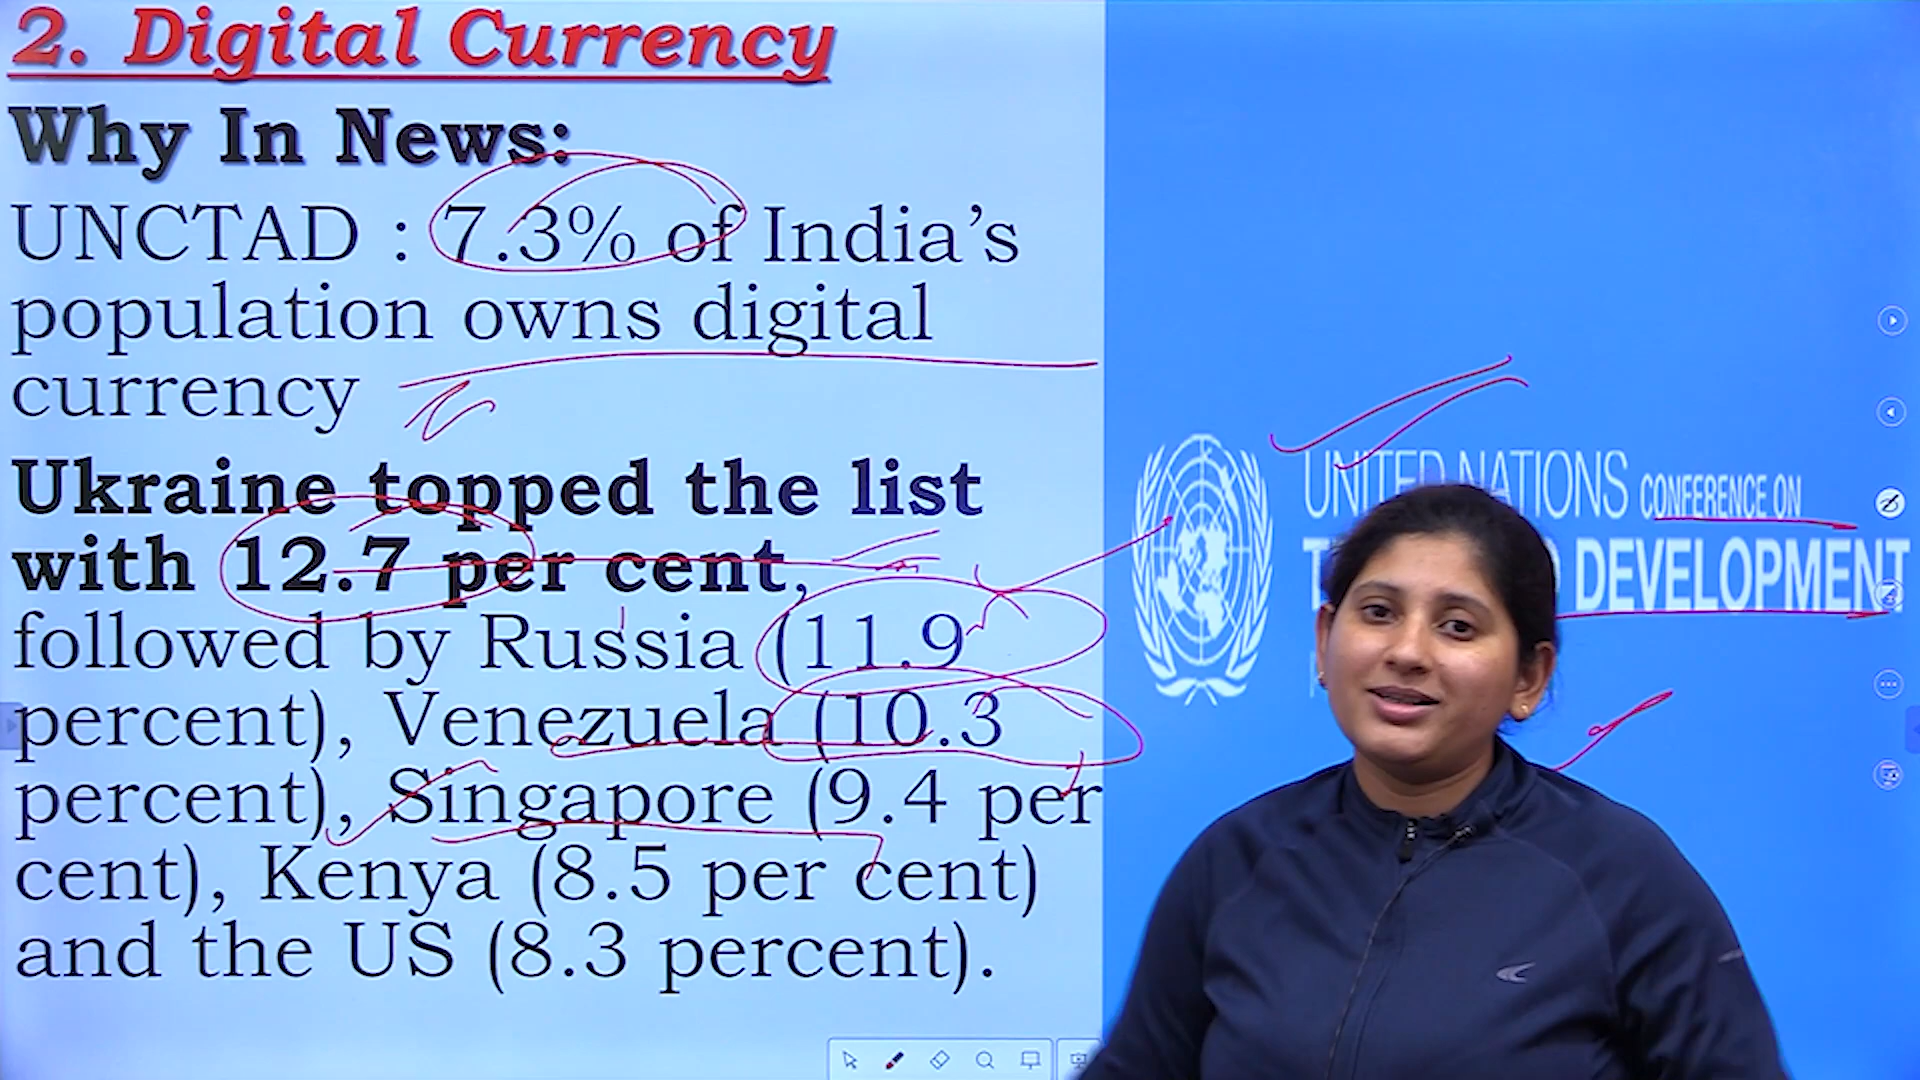 2. Digital Currency
Why In News:
UNCTAD : 7.3% of India’s
population owns digital
currency
Ukraine topped the list
with 12.7 per cent,
followed by Russia (11.9
percent), Venezuela (10.3
percent), Singapore (9.4 per
cent), Kenya (8.5 per cent)
and the US (8.3 percent).
UNITED NATIONS CONFERENCE ON
DEVELOPMENT